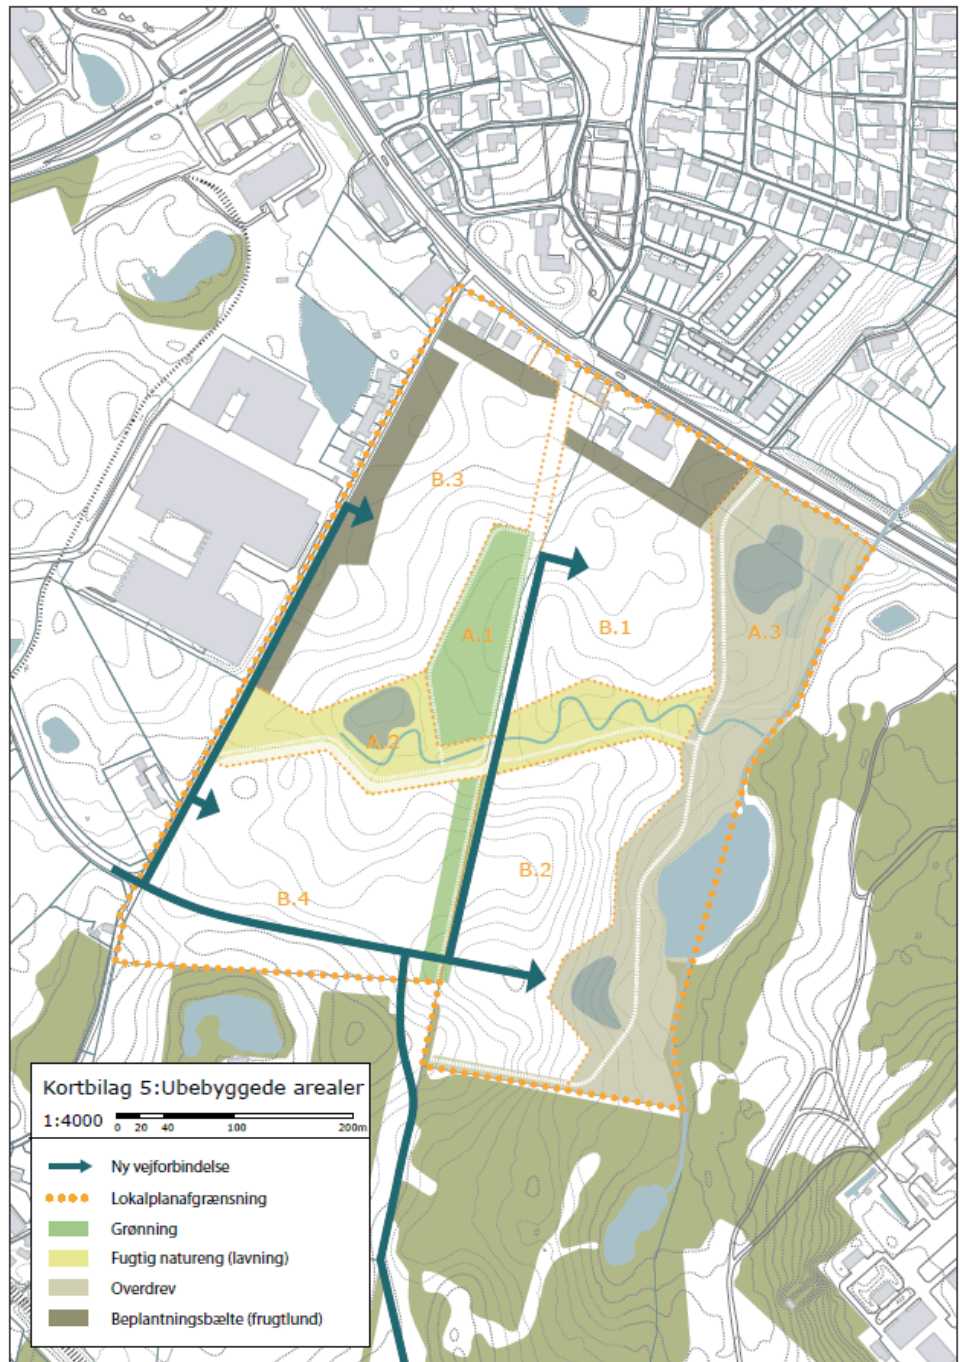 B.3
A.1
B.1
A.3
A.2
B.2
B.4
Kortbilag 5:Ubebyggede arealer
1:4000 0 20 40 100 200m
Ny vejforbindelse
Lokalplanafgrænsning
Grønning
Fugtig natureng (lavning)
Overdrev
Beplantningsbælte (frugtlund)